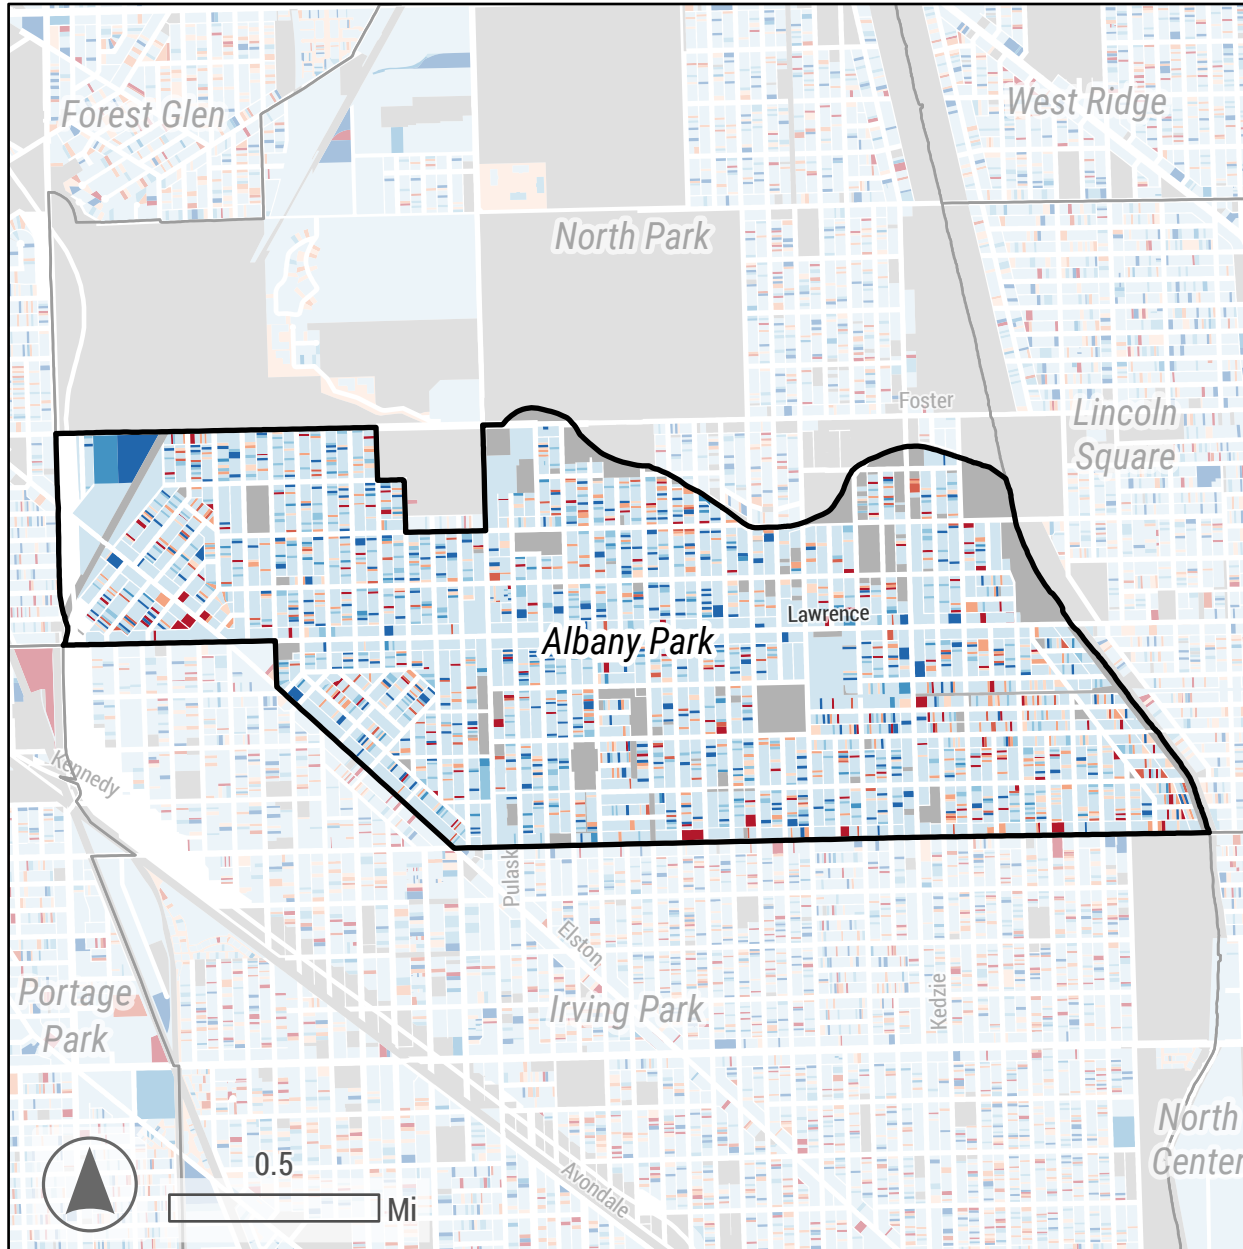 Forest Glen
West Ridge
North Park
Foster
Lincoln
Square
Lawrence
Albany Park
Kennedy
Pulask
Elston
Portage
Park
Irving Park
Kedzie
North
Center
Avondale
0.5
Mi